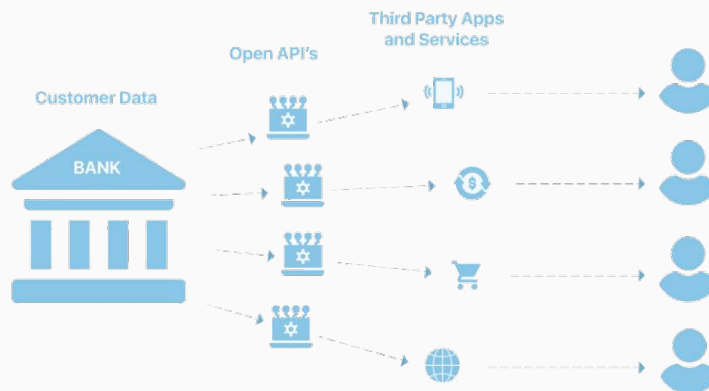 Third Party Apps
and Services
Open API's
Customer Data
BANK